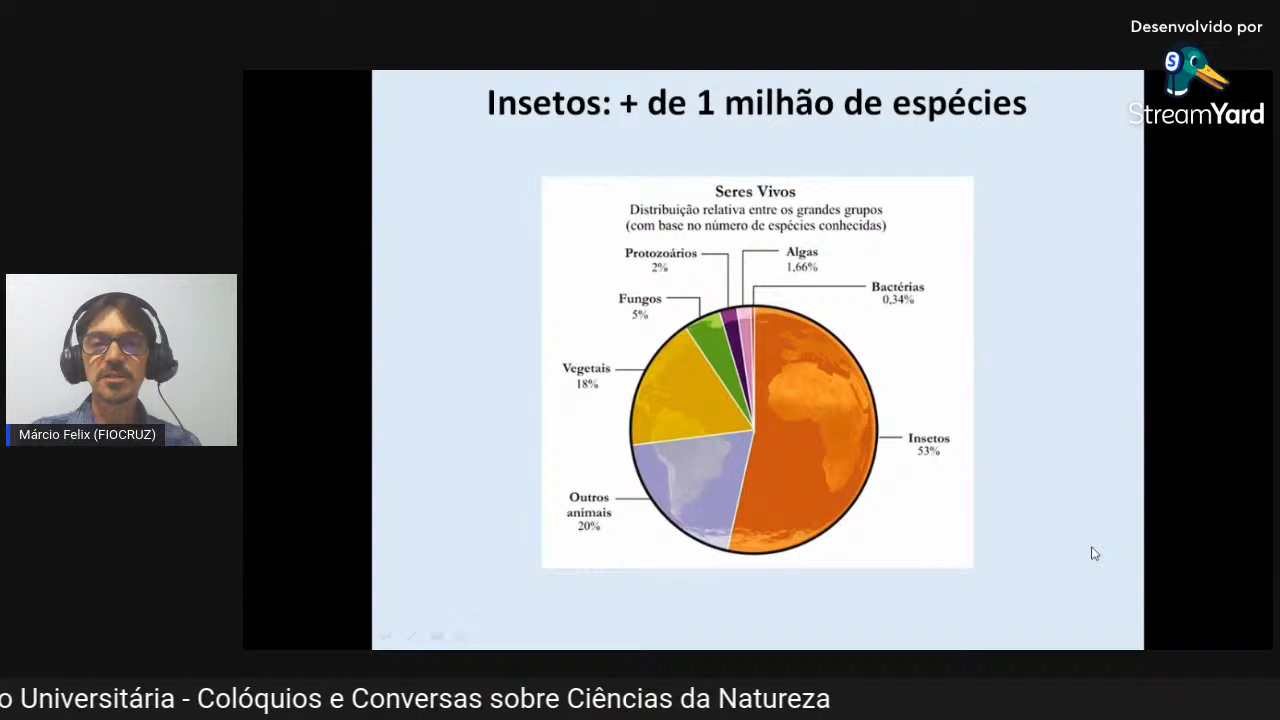 Desenvolvido por
StreamYard
Insetos: + de 1 milhão de espécies
Seres Vivos
Distribuição relativa entre os grandes grupos
(com base no número de espécies conhecidas)
Protozoários
2%
Algas
1,66%
Bactérias
0,34%
Fungos
5%
Vegetais
18%
Insetos
53%
Outros
animais
20%
Márcio Felix (FIOCRUZ)
o Universitária - Colóquios e Conversas sobre Ciências da Natureza